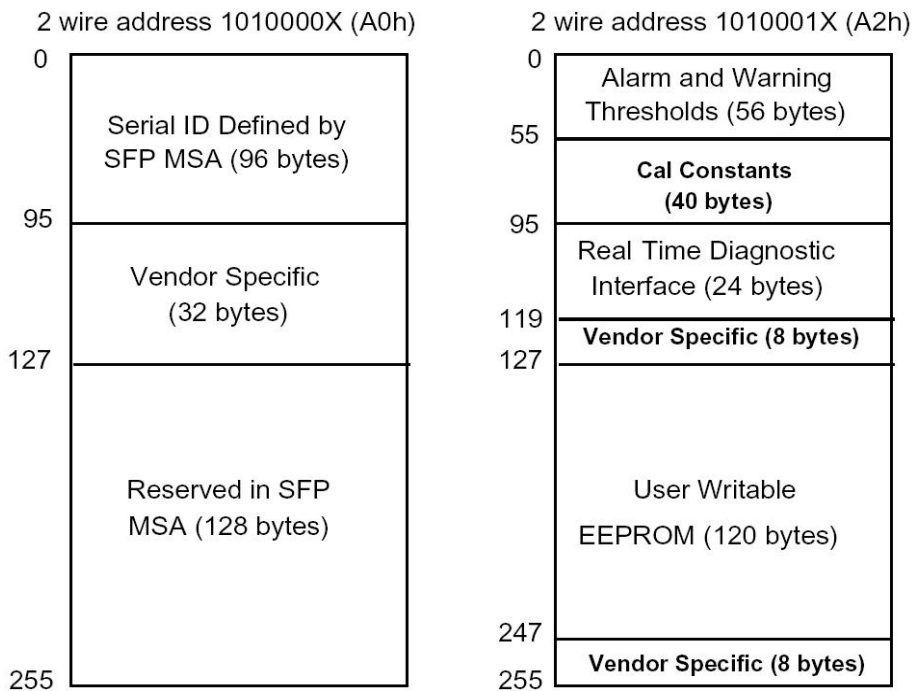 2 wire address 1010000X (A0h)
0
Serial ID Defined by
SFP MSA (96 bytes)
95
Vendor Specific
(32 bytes)
127
Reserved in SFP
MSA (128 bytes)
255
2 wire address 1010001X (A2h)
0
Alarm and Warning
Thresholds (56 bytes)
55
Cal Constants
(40 bytes)
95
Real Time Diagnostic
Interface (24 bytes)
119
Vendor Specific (8 bytes)
127
User Writable
EEPROM (120 bytes)
247
Vendor Specific (8 bytes)
255